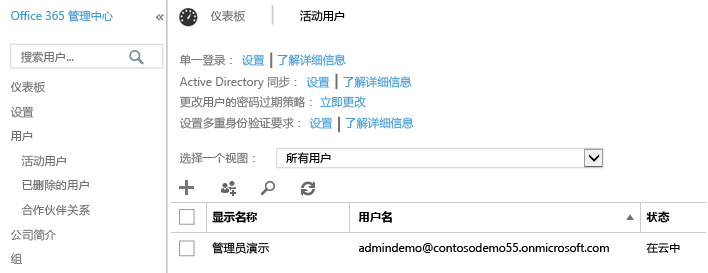 Office 365 管理中心 «
搜索用户...
仪表板
设置
用户
活动用户
已删除的用户
合作伙伴关系
公司简介
组
仪表板 活动用户
单一登录： 设置 | 了解详细信息
Active Directory 同步： 设置 | 了解详细信息
更改用户的密码过期策略： 立即更改
设置多重身份验证要求： 设置 | 了解详细信息
选择一个视图： 所有用户
显示名称 用户名 状态
管理员演示 admindemo@contosodemo55.onmicrosoft.com 在云中